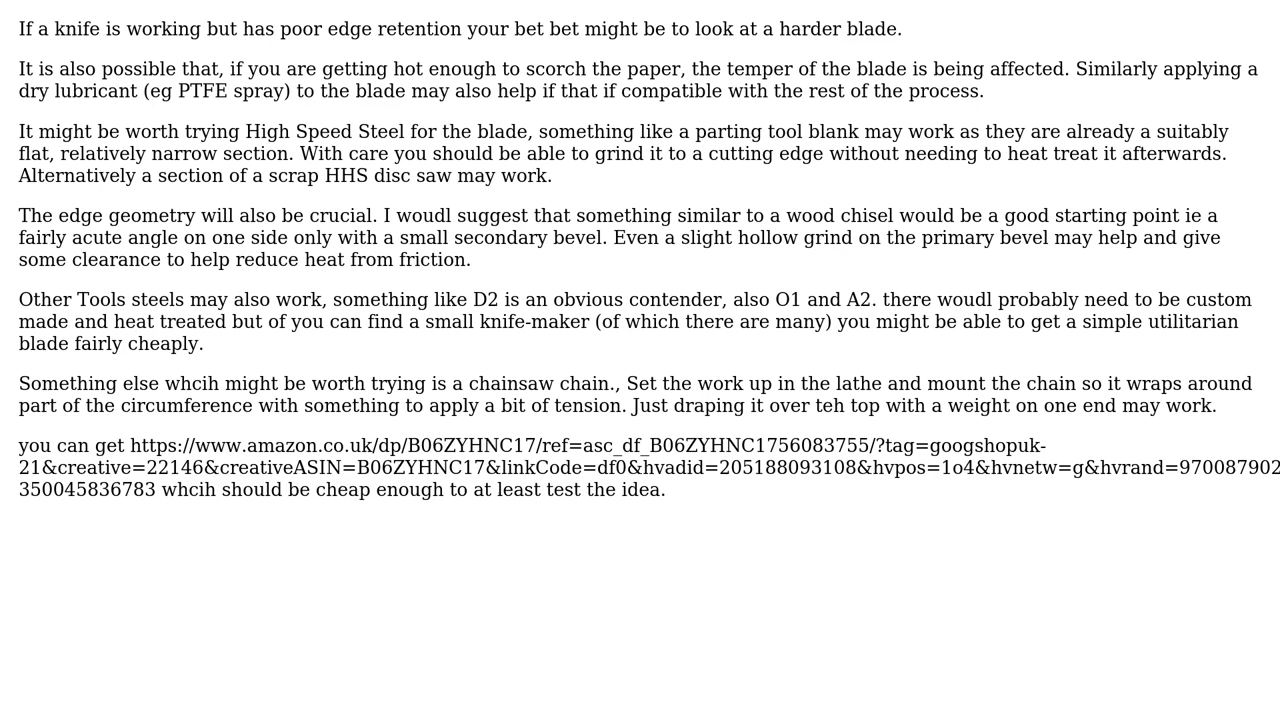 If a knife is working but has poor edge retention your bet bet might be to look at a harder blade.
It is also possible that, if you are getting hot enough to scorch the paper, the temper of the blade is being affected. Similarly applying a
dry lubricant (eg PTFE spray) to the blade may also help if that if compatible with the rest of the process.
It might be worth trying High Speed Steel for the blade, something like a parting tool blank may work as they are already a suitably
flat, relatively narrow section. With care you should be able to grind it to a cutting edge without needing to heat treat it afterwards.
Alternatively a section of a scrap HHS disc saw may work.
The edge geometry will also be crucial. I woudl suggest that something similar to a wood chisel would be a good starting point ie a
fairly acute angle on one side only with a small secondary bevel. Even a slight hollow grind on the primary bevel may help and give
some clearance to help reduce heat from friction.
Other Tools steels may also work, something like D2 is an obvious contender, also O1 and A2. there woudl probably need to be custom
made and heat treated but of you can find a small knife-maker (of which there are many) you might be able to get a simple utilitarian
blade fairly cheaply.
Something else whcih might be worth trying is a chainsaw chain., Set the work up in the lathe and mount the chain so it wraps around
part of the circumference with something to apply a bit of tension. Just draping it over teh top with a weight on one end may work.
you can get https://www.amazon.co.uk/dp/B06ZYHNC17/ref=asc_df_B06ZYHNC1756083755/?tag=googshopuk-
21&creative=22146&creativeASIN=B06ZYHNC17&linkCode=df0&hvadid=205188093108&hvpos=1o4&hvnetw=g&hvrand=970087902
350045836783 whcih should be cheap enough to at least test the idea.